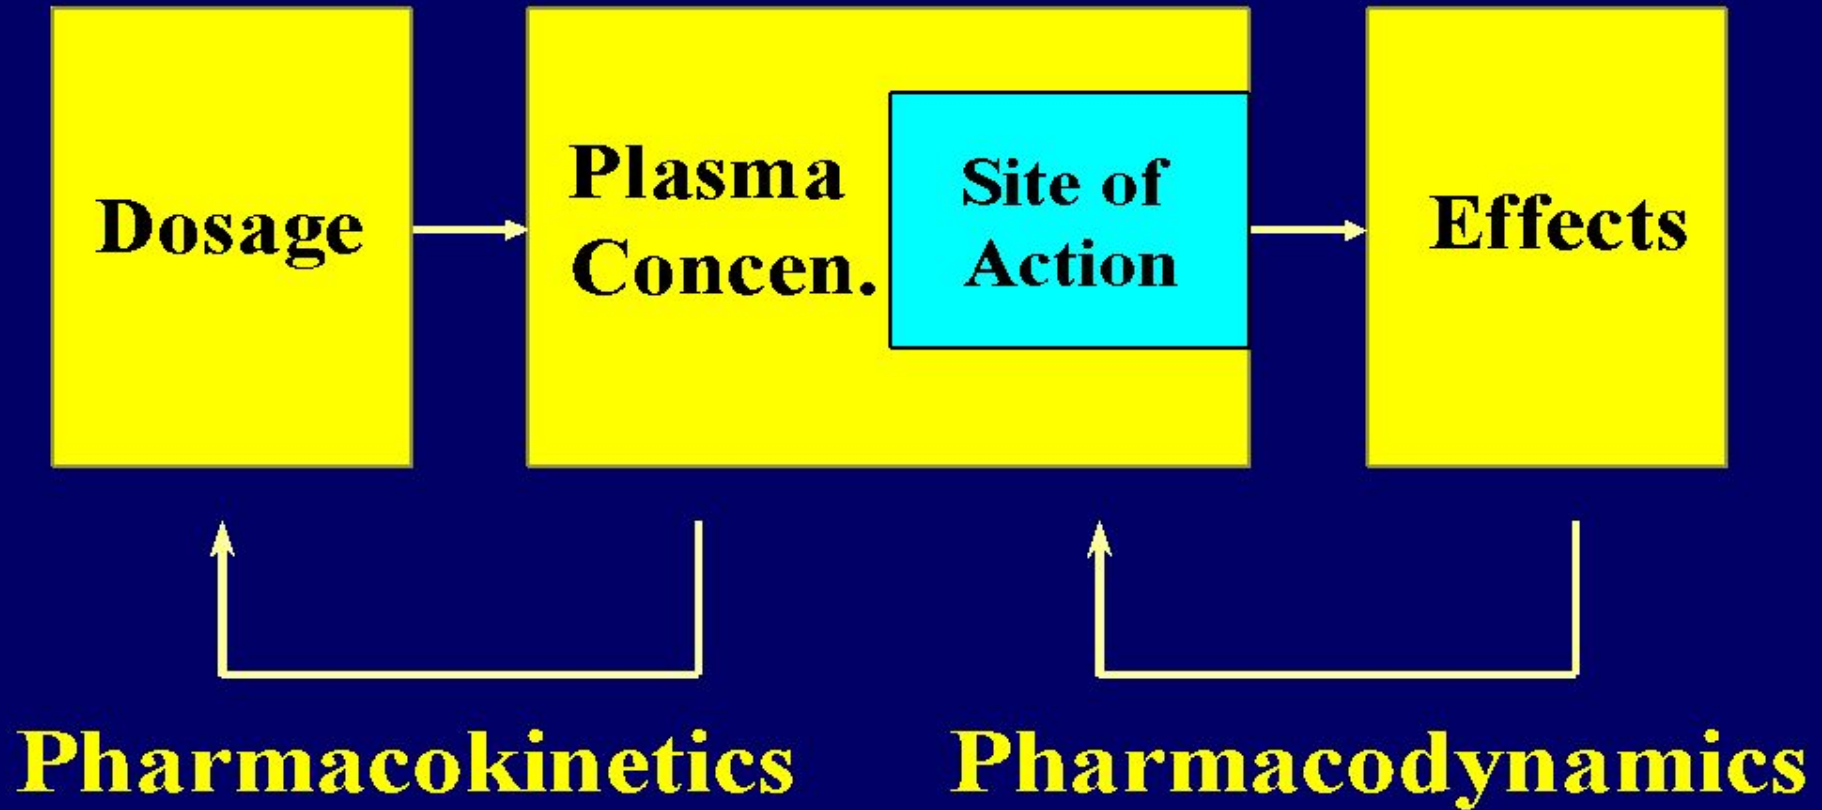 Dosage
Plasma
Concen.
Site of
Action
Effects
Pharmacokinetics
Pharmacodynamics